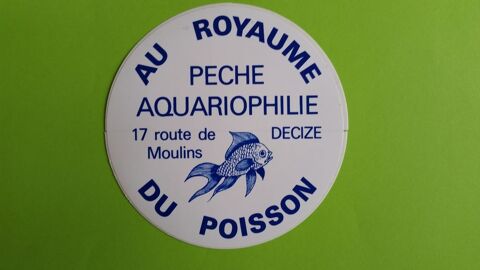 AU ROYAUME
PECHE
AQUARIOPHILIE
17 route de DECIZE
Moulins
DU POISSON